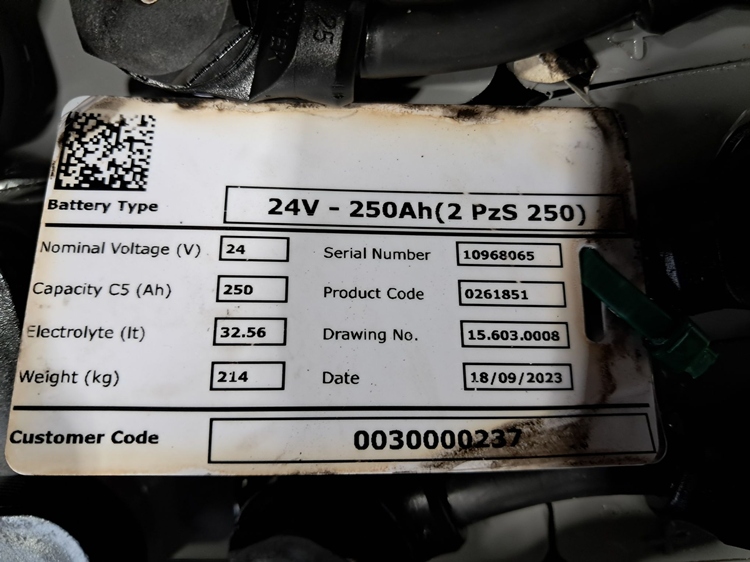 25
Battery Type 24V - 250Ah(2 PzS 250)
Nominal Voltage (V) 24 Serial Number 10968065
Capacity C5 (Ah) 250 Product Code 0261851
Electrolyte (lt) 32.56 Drawing No. 15.603.0008
Weight (kg) 214 Date 18/09/2023
Customer Code 0030000237